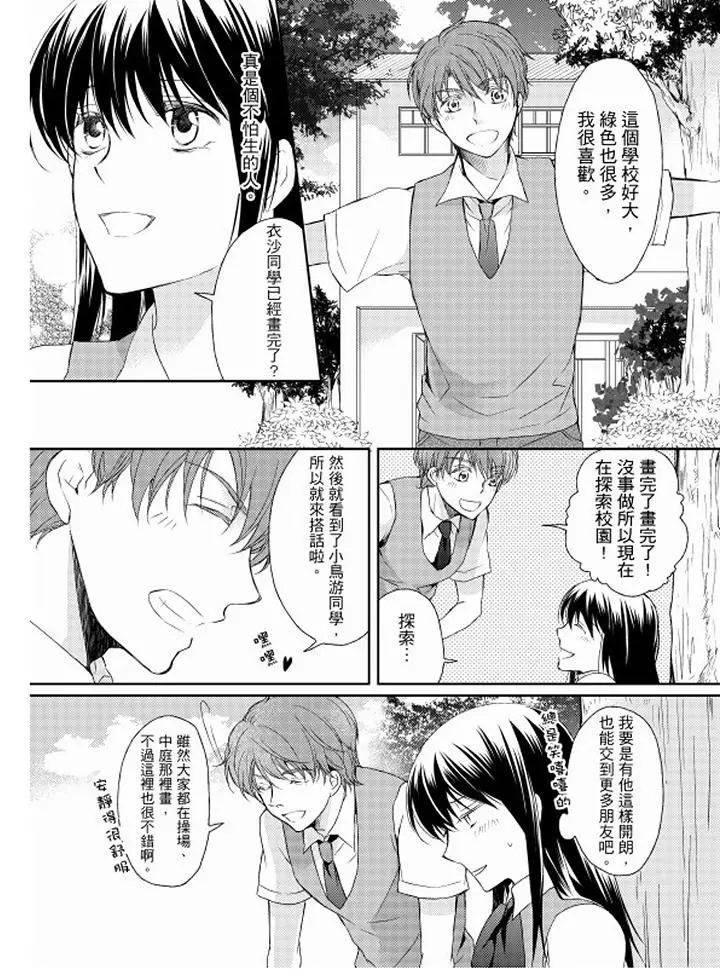 這個學校好大，
綠色也很多，
我很喜歡。
真是個不怕生的人。
衣沙同學已經畫完了？
畫完了畫完了！
沒事做所以現在
在探索校園！
探索…
然後就看到了小鳥游同學，
所以就來搭話啦。
嘿
嘿
我要是有他這樣開朗，
也能交到更多朋友吧。
總是笑嘻嘻的
雖然大家都在操場、
中庭那裡畫，
不過這裡也很不錯啊。
安靜得很舒服